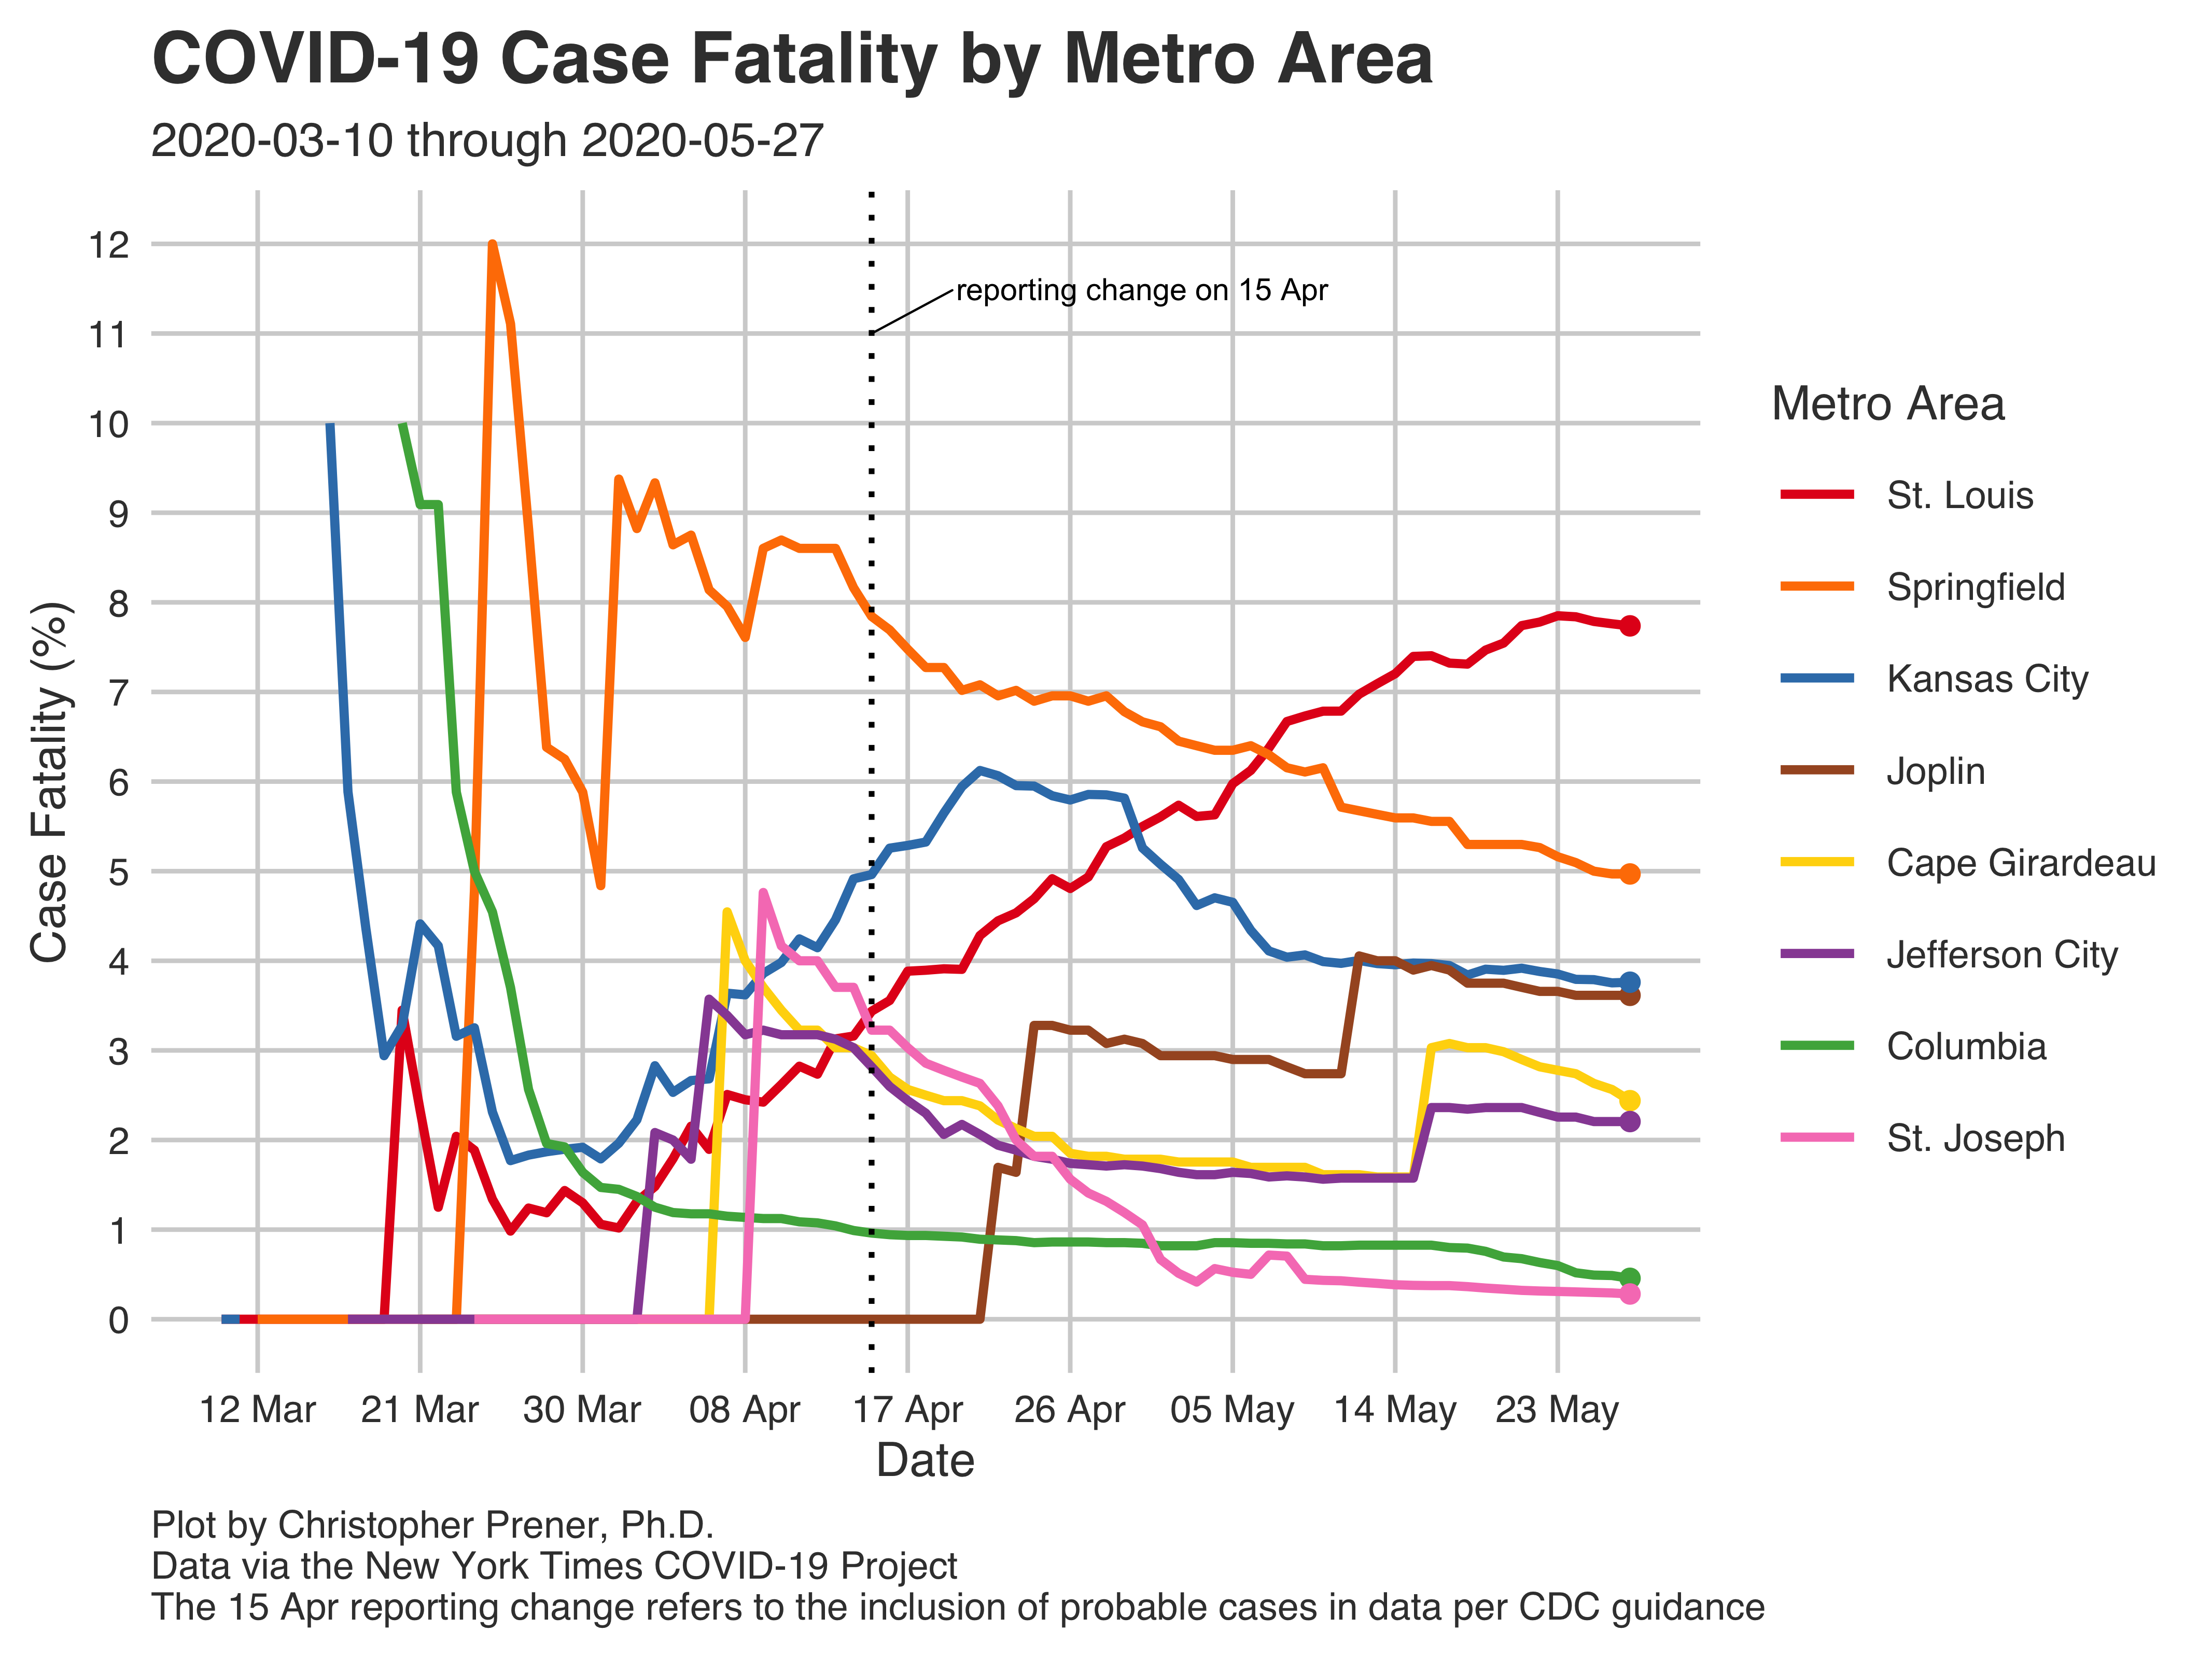 COVID-19 Case Fatality by Metro Area
2020-03-10 through 2020-05-27
Case Fatality (%)
12
11
10
9
8
7
6
5
4
3
2
1
0
reporting change on 15 Apr
12 Mar
21 Mar
30 Mar
08 Apr
17 Apr
26 Apr
05 May
14 May
23 May
Date
Metro Area
St. Louis
Springfield
Kansas City
Joplin
Cape Girardeau
Jefferson City
Columbia
St. Joseph
Plot by Christopher Prener, Ph.D.
Data via the New York Times COVID-19 Project
The 15 Apr reporting change refers to the inclusion of probable cases in data per CDC guidance